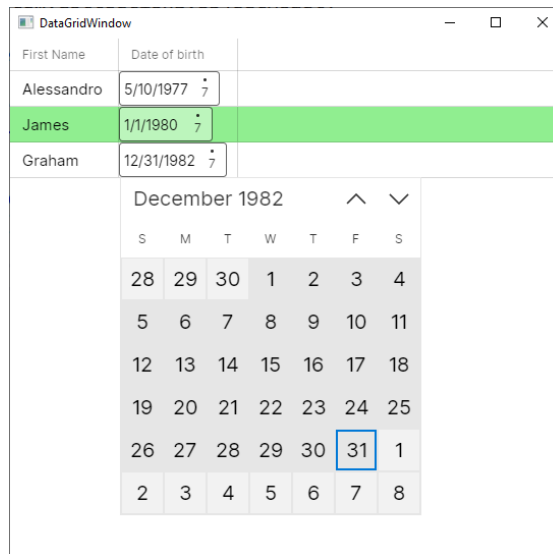 DataGridWindow
First Name Date of birth
Alessandro 5/10/1977 7
James 1/1/1980 7
Graham 12/31/1982 7
December 1982
S M T W T F S
28 29 30 1 2 3 4
5 6 7 8 9 10 11
12 13 14 15 16 17 18
19 20 21 22 23 24 25
26 27 28 29 30 31 1
2 3 4 5 6 7 8